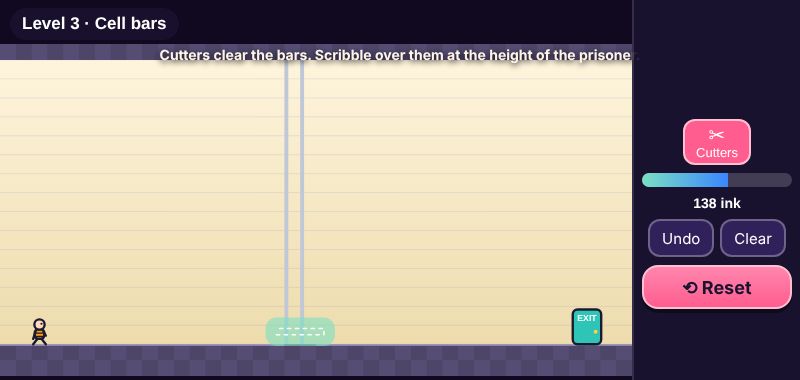 Level 3 · Cell bars
Cutters clear the bars. Scribble over them at the height of the prisoner.
Cutters
138 ink
Undo
Clear
⟲ Reset
EXIT